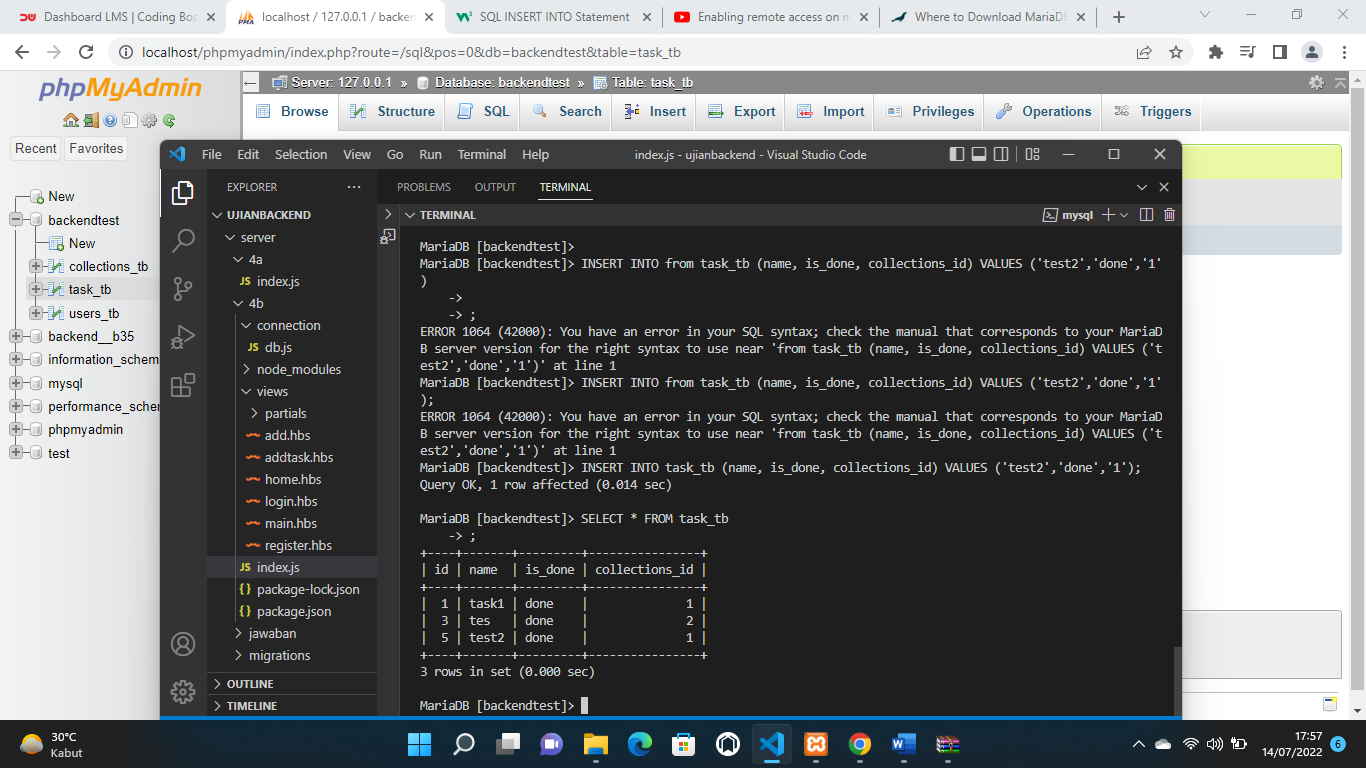 Dashboard LMS | Coding Boo
localhost / 127.0.0.1 / backen
SQL INSERT INTO Statement
Enabling remote access on m
Where to Download MariaDB
localhost/phpmyadmin/index.php?route=/sql&pos=0&db=backendtest&table=task_tb
phpMyAdmin
Server: 127.0.0.1 » Database: backendtest » Table: task_tb
Browse Structure SQL Search Insert Export Import Privileges Operations Triggers
Recent Favorites
New
backendtest
New
collections_tb
task_tb
users_tb
backend__b35
information_schem
mysql
performance_scher
phpmyadmin
test
File Edit Selection View Go Run Terminal Help
index.js - ujianbackend - Visual Studio Code
EXPLORER
UJIANBACKEND
server
4a
JS index.js
4b
connection
JS db.js
node_modules
views
partials
add.hbs
addtask.hbs
home.hbs
login.hbs
main.hbs
register.hbs
JS index.js
{} package-lock.json
{} package.json
jawaban
migrations
OUTLINE
TIMELINE
PROBLEMS OUTPUT TERMINAL
TERMINAL
mysql
MariaDB [backendtest]>
MariaDB [backendtest]> INSERT INTO from task_tb (name, is_done, collections_id) VALUES ('test2','done','1'
)
    ->
    -> ;
ERROR 1064 (42000): You have an error in your SQL syntax; check the manual that corresponds to your MariaD
B server version for the right syntax to use near 'from task_tb (name, is_done, collections_id) VALUES ('t
est2','done','1')' at line 1
MariaDB [backendtest]> INSERT INTO from task_tb (name, is_done, collections_id) VALUES ('test2','done','1'
);
ERROR 1064 (42000): You have an error in your SQL syntax; check the manual that corresponds to your MariaD
B server version for the right syntax to use near 'from task_tb (name, is_done, collections_id) VALUES ('t
est2','done','1')' at line 1
MariaDB [backendtest]> INSERT INTO task_tb (name, is_done, collections_id) VALUES ('test2','done','1');
Query OK, 1 row affected (0.014 sec)
MariaDB [backendtest]> SELECT * FROM task_tb
    -> ;
+----+-------+---------+----------------+
| id | name  | is_done | collections_id |
+----+-------+---------+----------------+
|  1 | task1 | done    |              1 |
|  3 | tes   | done    |              2 |
|  5 | test2 | done    |              1 |
+----+-------+---------+----------------+
3 rows in set (0.000 sec)
MariaDB [backendtest]>
30°C
Kabut
17:57
14/07/2022
6